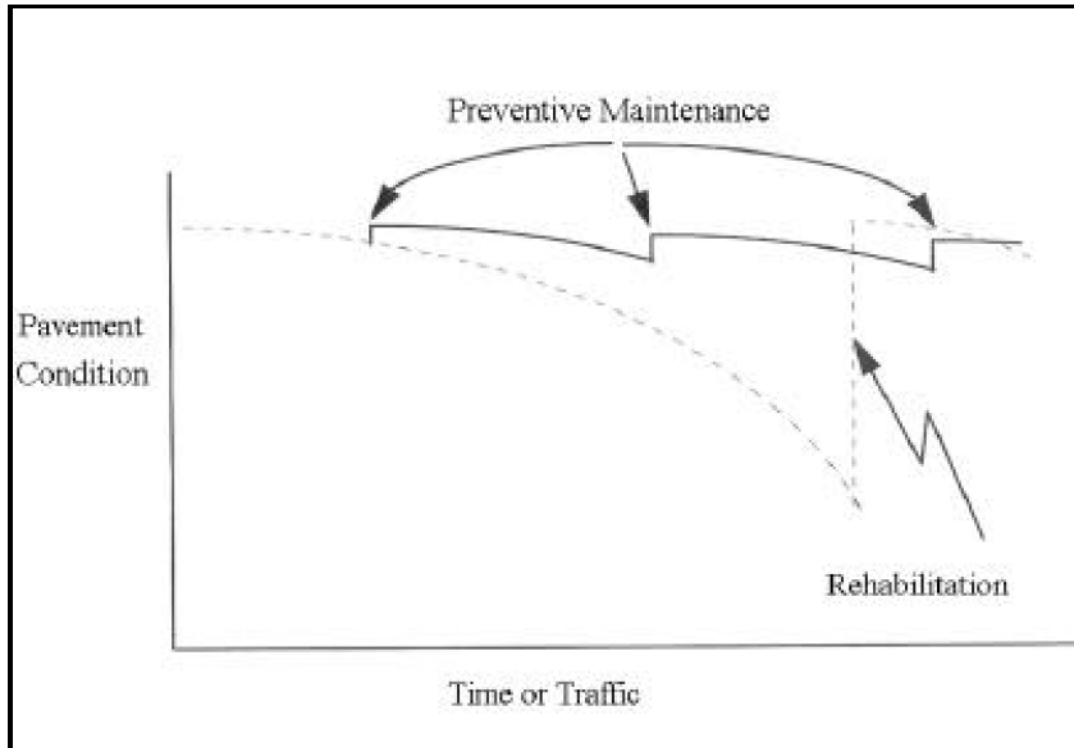 Preventive Maintenance
Pavement
Condition
Rehabilitation
Time or Traffic